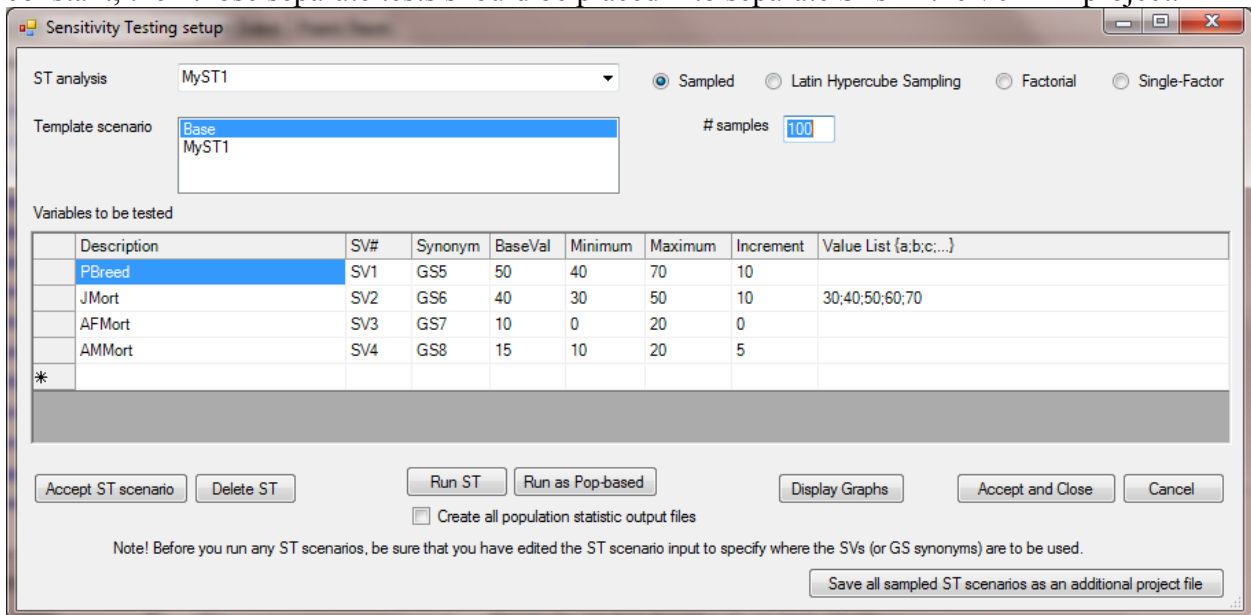 Sensitivity Testing setup
ST analysis MyST1 Sampled Latin Hypercube Sampling Factorial Single-Factor
Template scenario Base # samples 100
MyST1
Variables to be tested
Description SV# Synonym BaseVal Minimum Maximum Increment Value List {a;b;c;...}
PBreed SV1 GS5 50 40 70 10
JMort SV2 GS6 40 30 50 10 30;40;50;60;70
AFMort SV3 GS7 10 0 20 0
AMMort SV4 GS8 15 10 20 5
*
Accept ST scenario Delete ST Run ST Run as Pop-based Display Graphs Accept and Close Cancel
Create all population statistic output files
Note! Before you run any ST scenarios, be sure that you have edited the ST scenario input to specify where the SVs (or GS synonyms) are to be used.
Save all sampled ST scenarios as an additional project file